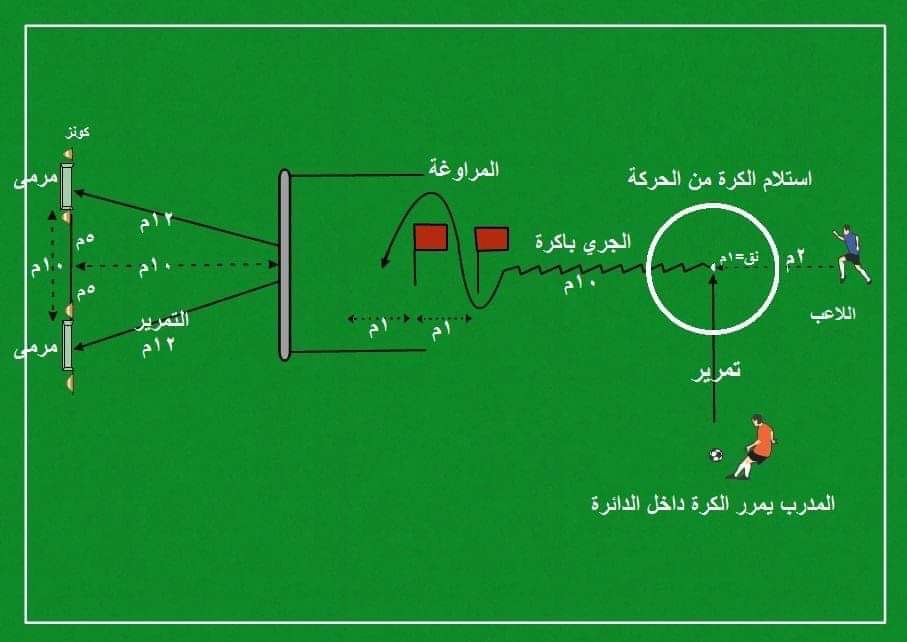 كونز
المراوغة
استلام الكرة من الحركة
مرمى
١٢م
٥م
الجري باكرة
نق=١م
٢م
١٠م
١٠م
١٠م
٥م
اللاعب
التمرير
١م
١م
مرمى
١٢م
تمرير
المدرب يمرر الكرة داخل الدائرة